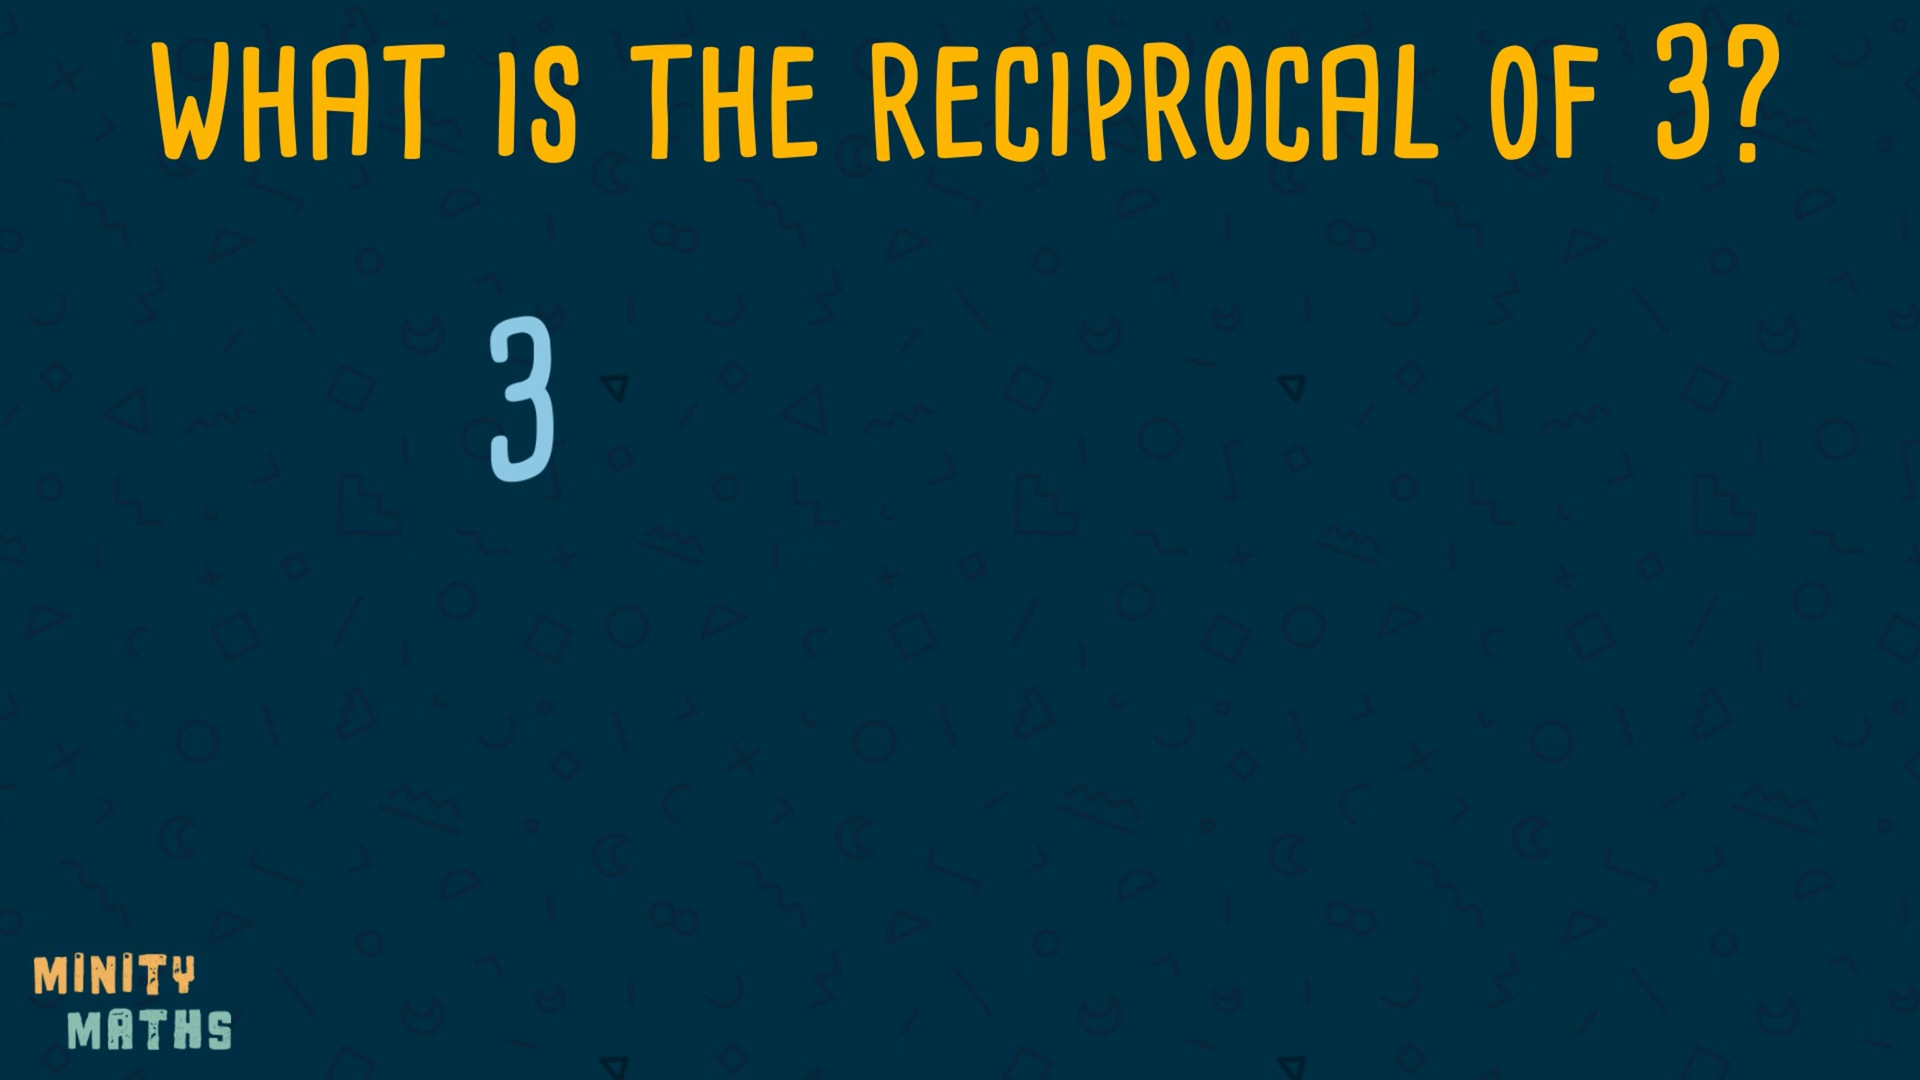 WHAT IS THE RECIPROCAL OF 3?
3
MINITY
MATHS